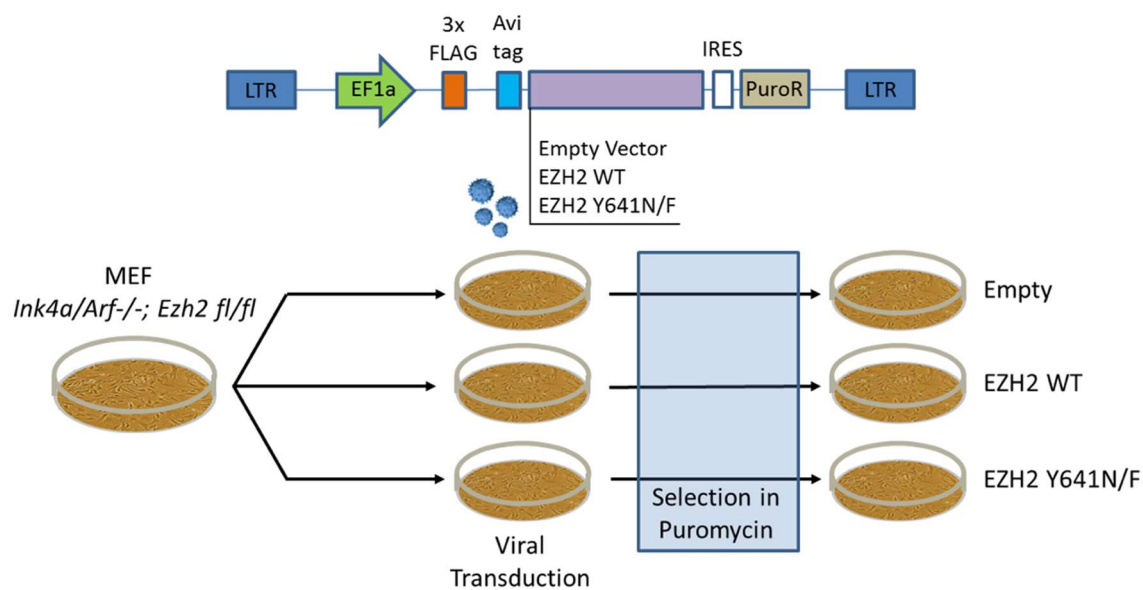 3x
FLAG
Avi
tag
IRES
LTR
EF1a
PuroR
LTR
Empty Vector
EZH2 WT
EZH2 Y641N/F
MEF
Ink4a/Arf-/-; Ezh2 fl/fl
Empty
EZH2 WT
EZH2 Y641N/F
Selection in
Puromycin
Viral
Transduction